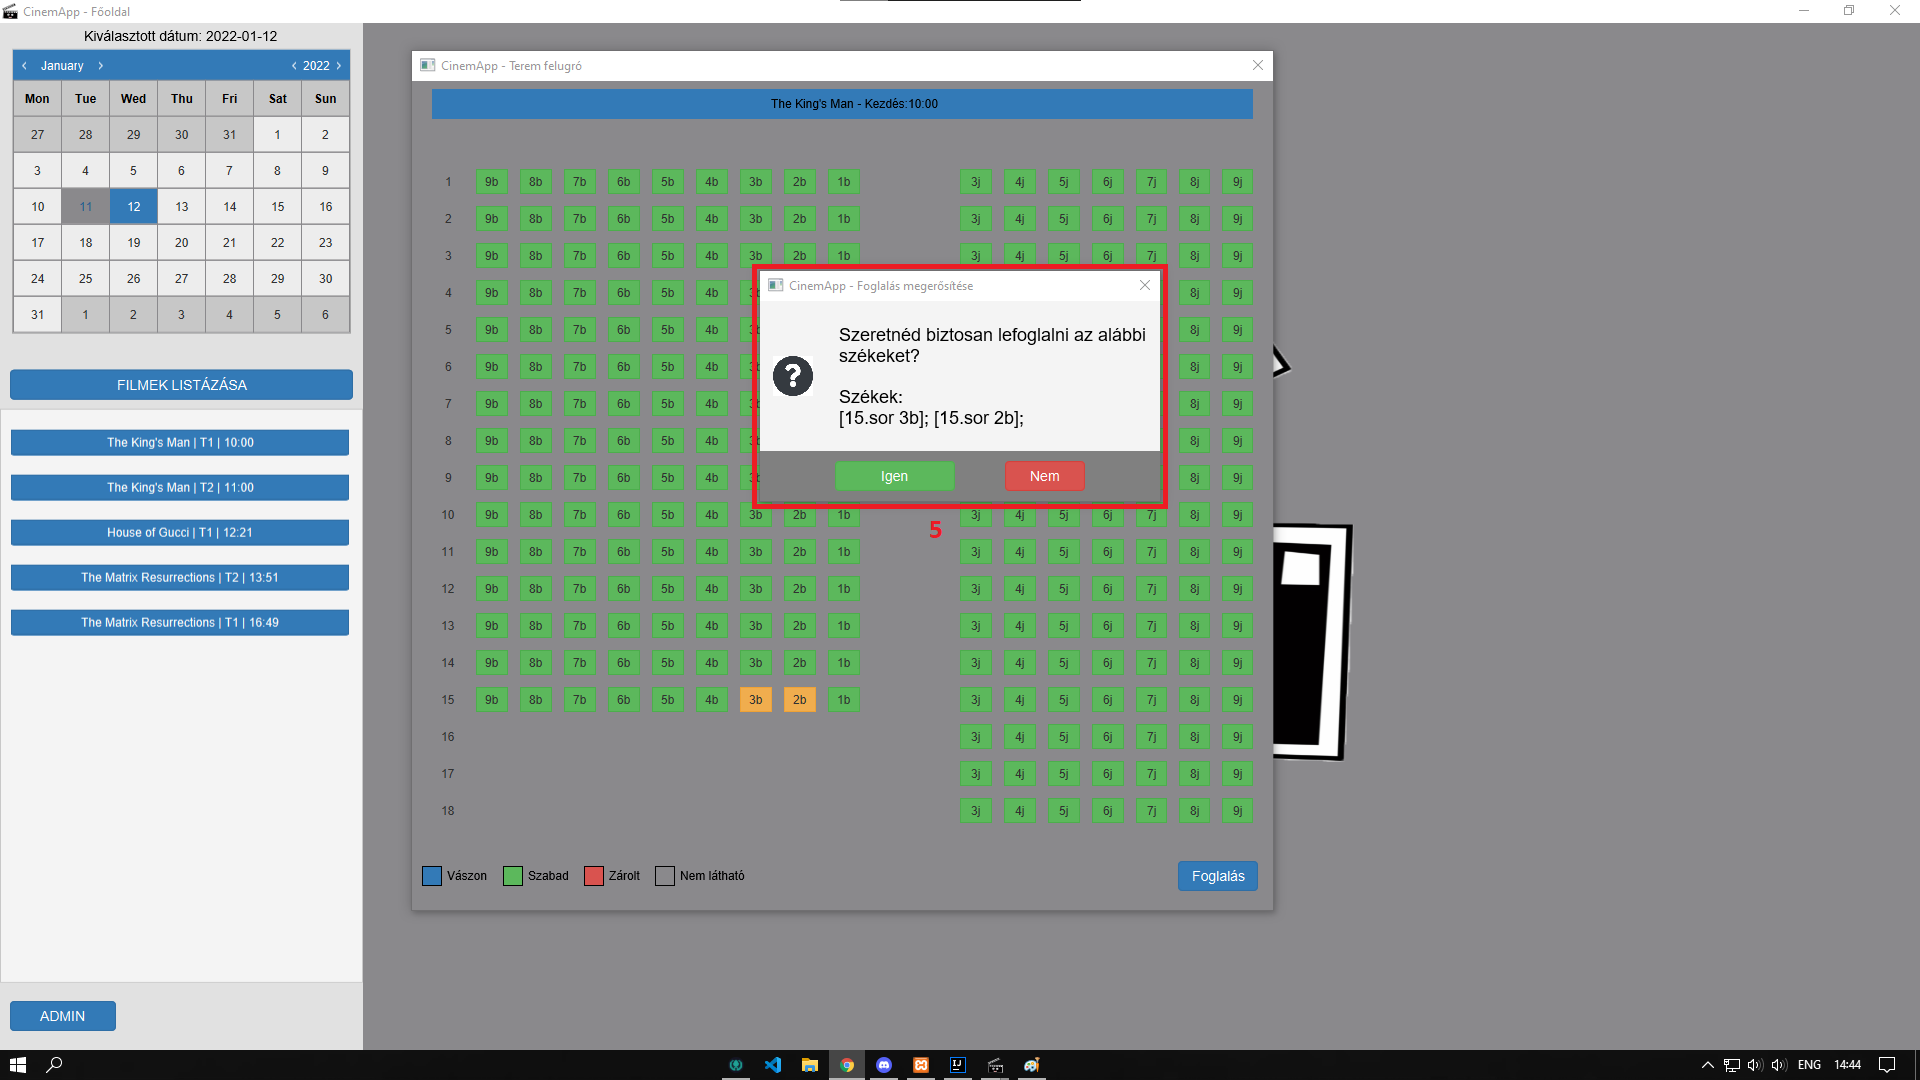 CinemApp - Főoldal
Kiválasztott dátum: 2022-01-12
January 2022
Mon Tue Wed Thu Fri Sat Sun
27 28 29 30 31 1 2
3 4 5 6 7 8 9
10 11 12 13 14 15 16
17 18 19 20 21 22 23
24 25 26 27 28 29 30
31 1 2 3 4 5 6
FILMEK LISTÁZÁSA
The King's Man | T1 | 10:00
The King's Man | T2 | 11:00
House of Gucci | T1 | 12:21
The Matrix Resurrections | T2 | 13:51
The Matrix Resurrections | T1 | 16:49
ADMIN
CinemApp - Terem felugró
The King's Man - Kezdés:10:00
1 9b 8b 7b 6b 5b 4b 3b 2b 1b 3j 4j 5j 6j 7j 8j 9j
2 9b 8b 7b 6b 5b 4b 3b 2b 1b 3j 4j 5j 6j 7j 8j 9j
3 9b 8b 7b 6b 5b 4b 3b 2b 1b 3j 4j 5j 6j 7j 8j 9j
4 9b 8b 7b 6b 5b 4b 8j 9j
5 9b 8b 7b 6b 5b 4b 8j 9j
6 9b 8b 7b 6b 5b 4b 8j 9j
7 9b 8b 7b 6b 5b 4b 8j 9j
8 9b 8b 7b 6b 5b 4b 8j 9j
9 9b 8b 7b 6b 5b 4b 8j 9j
10 9b 8b 7b 6b 5b 4b 3b 2b 1b 3j 4j 5j 6j 7j 8j 9j
11 9b 8b 7b 6b 5b 4b 3b 2b 1b 3j 4j 5j 6j 7j 8j 9j
12 9b 8b 7b 6b 5b 4b 3b 2b 1b 3j 4j 5j 6j 7j 8j 9j
13 9b 8b 7b 6b 5b 4b 3b 2b 1b 3j 4j 5j 6j 7j 8j 9j
14 9b 8b 7b 6b 5b 4b 3b 2b 1b 3j 4j 5j 6j 7j 8j 9j
15 9b 8b 7b 6b 5b 4b 3b 2b 1b 3j 4j 5j 6j 7j 8j 9j
16 3j 4j 5j 6j 7j 8j 9j
17 3j 4j 5j 6j 7j 8j 9j
18 3j 4j 5j 6j 7j 8j 9j
Vászon Szabad Zárolt Nem látható
Foglalás
CinemApp - Foglalás megerősítése
Szeretnéd biztosan lefoglalni az alábbi
székeket?
Székek:
[15.sor 3b]; [15.sor 2b];
Igen Nem
5
ENG 14:44